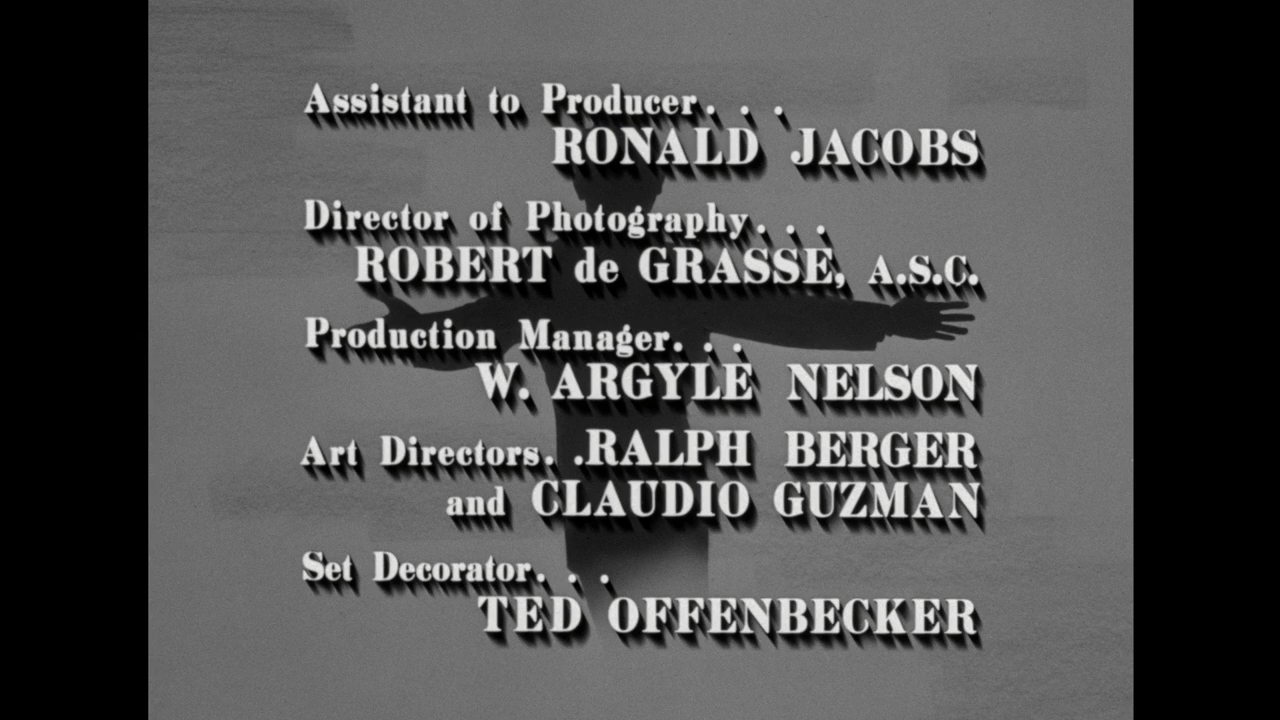 Assistant to Producer. . .
RONALD JACOBS
Director of Photography. . .
ROBERT de GRASSE, A.S.C.
Production Manager. . .
W. ARGYLE NELSON
Art Directors. .RALPH BERGER
and CLAUDIO GUZMAN
Set Decorator. . .
TED OFFENBECKER